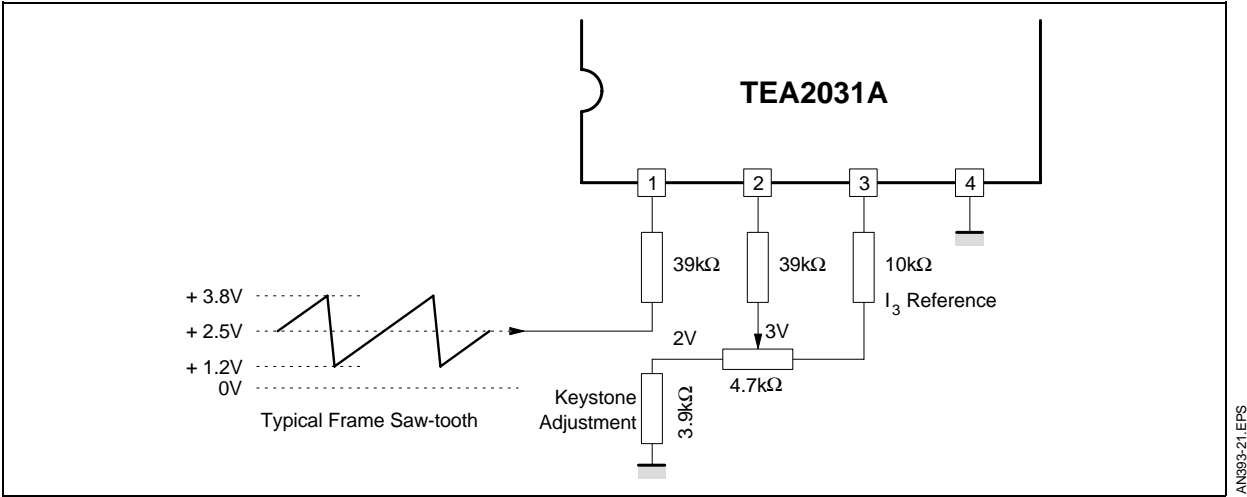 TEA2031A
1 2 3 4
39kΩ 39kΩ 10kΩ
I3 Reference
+ 3.8V
+ 2.5V
+ 1.2V
0V
2V 3V
4.7kΩ
Keystone
Adjustment
3.9kΩ
Typical Frame Saw-tooth
AN393-21.EPS